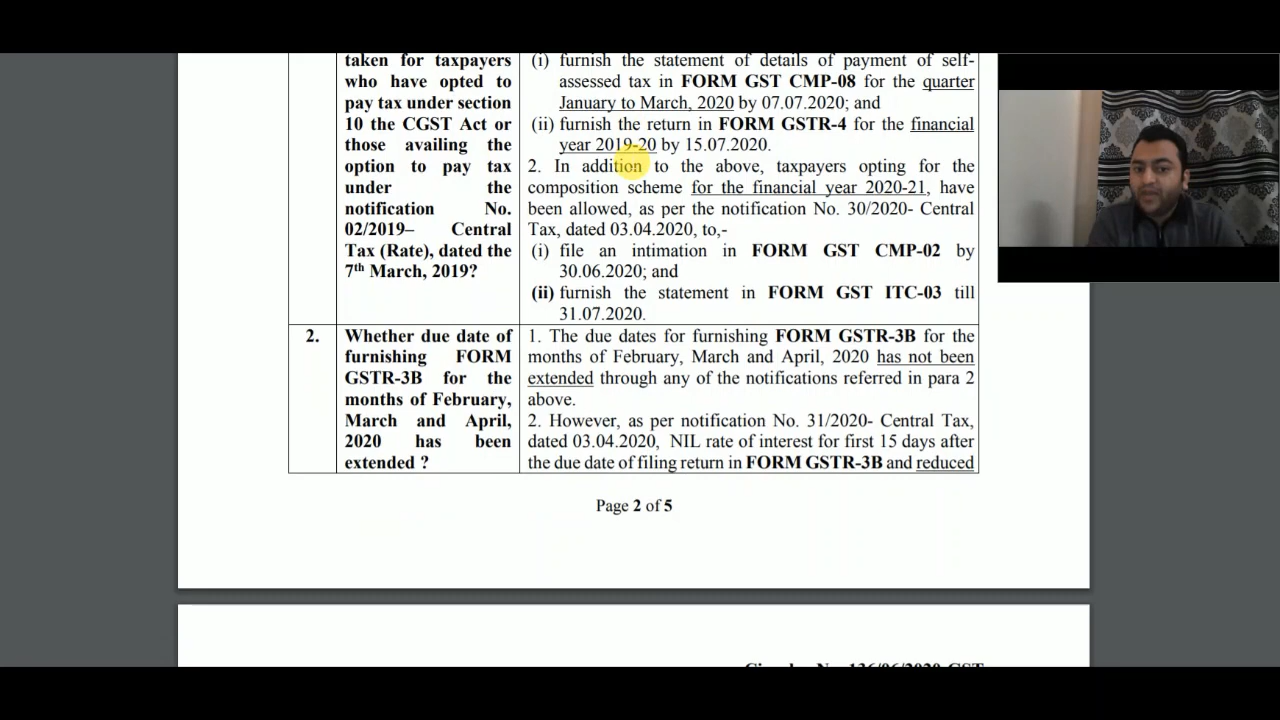 taken for taxpayers
who have opted to
pay tax under section
10 the CGST Act or
those availing the
option to pay tax
under the
notification No.
02/2019– Central
Tax (Rate), dated the
7th March, 2019?
(i) furnish the statement of details of payment of self-
assessed tax in FORM GST CMP-08 for the quarter
January to March, 2020 by 07.07.2020; and
(ii) furnish the return in FORM GSTR-4 for the financial
year 2019-20 by 15.07.2020.
2. In addition to the above, taxpayers opting for the
composition scheme for the financial year 2020-21, have
been allowed, as per the notification No. 30/2020- Central
Tax, dated 03.04.2020, to,-
(i) file an intimation in FORM GST CMP-02 by
30.06.2020; and
(ii) furnish the statement in FORM GST ITC-03 till
31.07.2020.
2.
Whether due date of
furnishing FORM
GSTR-3B for the
months of February,
March and April,
2020 has been
extended ?
1. The due dates for furnishing FORM GSTR-3B for the
months of February, March and April, 2020 has not been
extended through any of the notifications referred in para 2
above.
2. However, as per notification No. 31/2020- Central Tax,
dated 03.04.2020, NIL rate of interest for first 15 days after
the due date of filing return in FORM GSTR-3B and reduced
Page 2 of 5
Circular No. 136/06/2020-GST